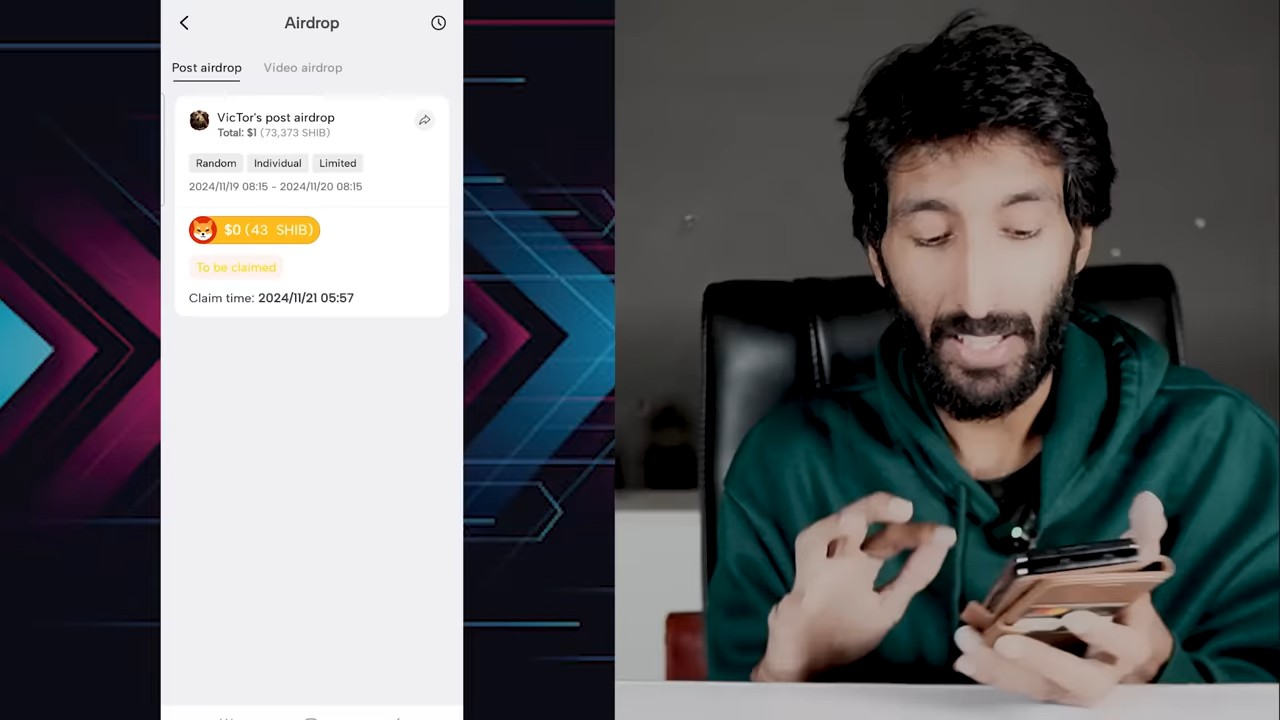 Airdrop
Post airdrop Video airdrop
VicTor's post airdrop
Total: $1 (73,373 SHIB)
Random Individual Limited
2024/11/19 08:15 - 2024/11/20 08:15
$0 (43 SHIB)
To be claimed
Claim time: 2024/11/21 05:57